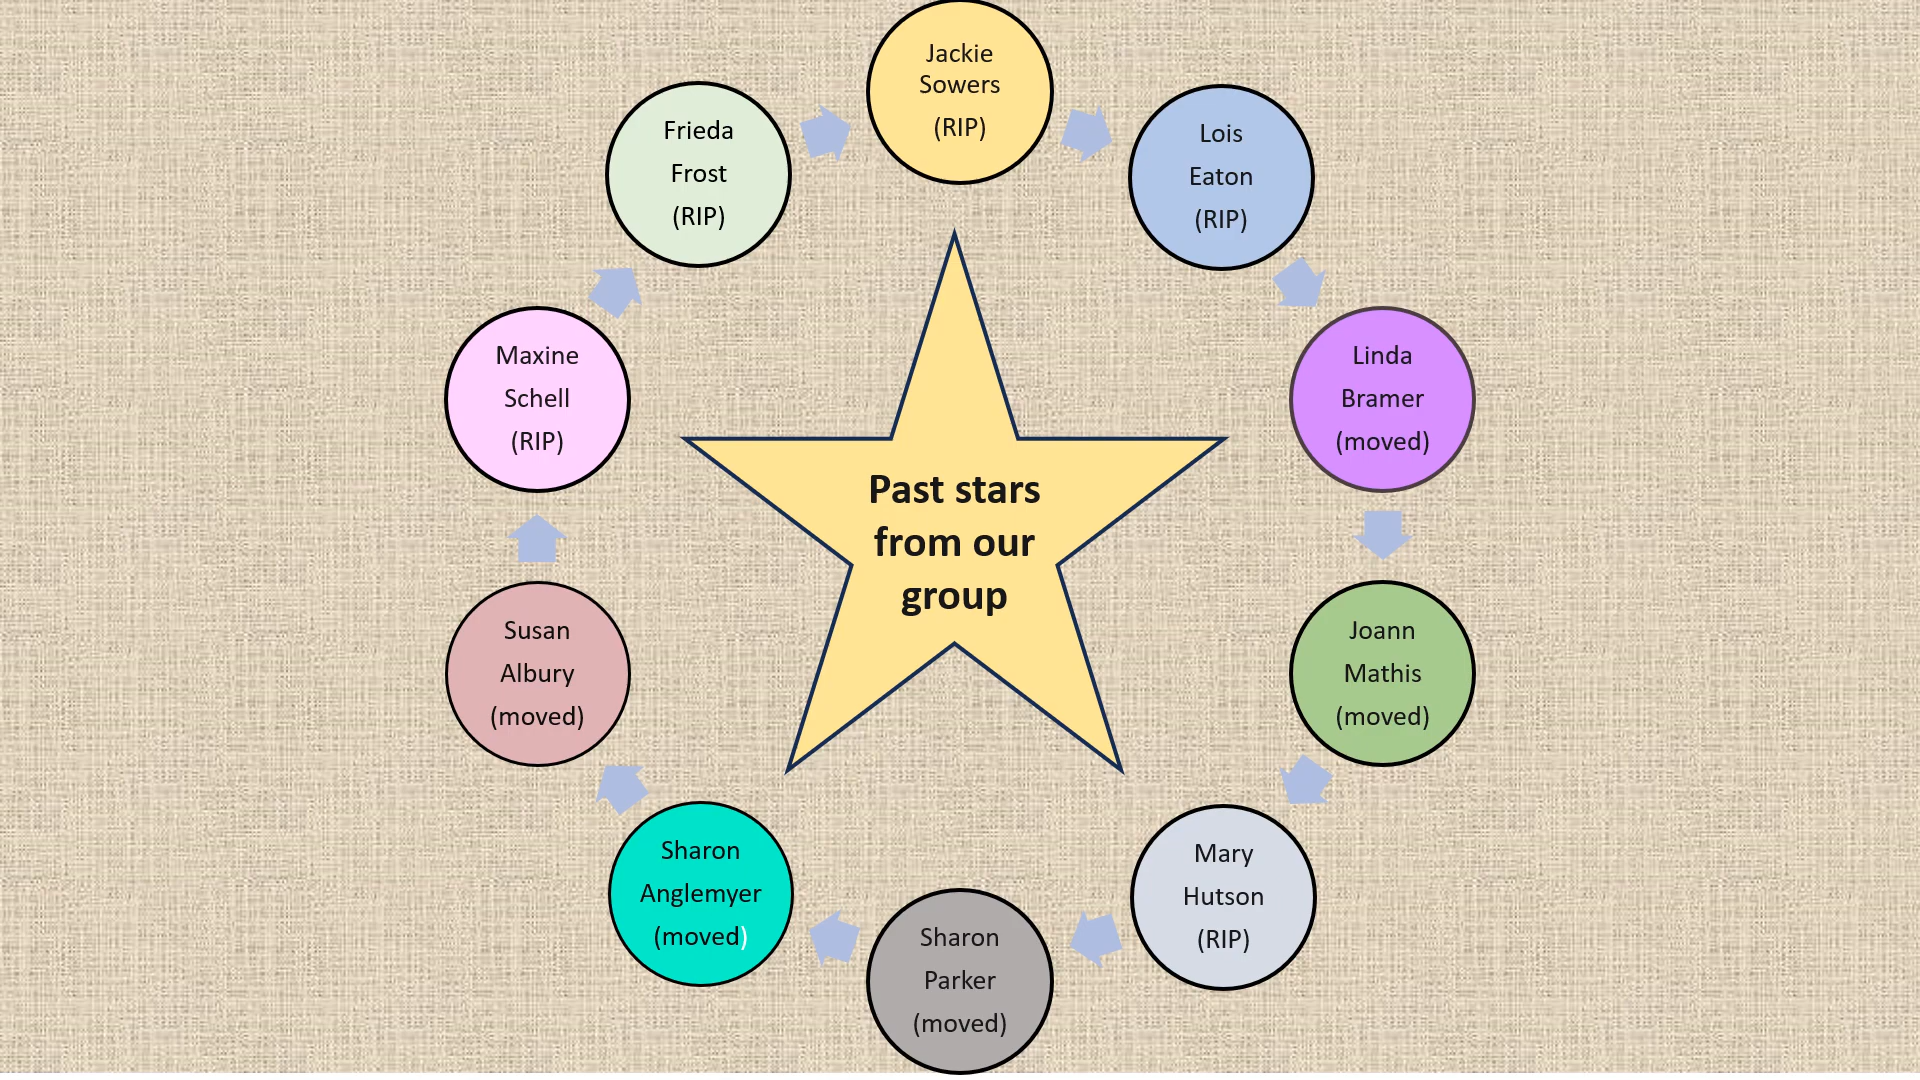 Jackie
Sowers
(RIP)
Lois
Eaton
(RIP)
Linda
Bramer
(moved)
Joann
Mathis
(moved)
Mary
Hutson
(RIP)
Sharon
Parker
(moved)
Sharon
Anglemyer
(moved)
Susan
Albury
(moved)
Maxine
Schell
(RIP)
Frieda
Frost
(RIP)
Past stars
from our
group